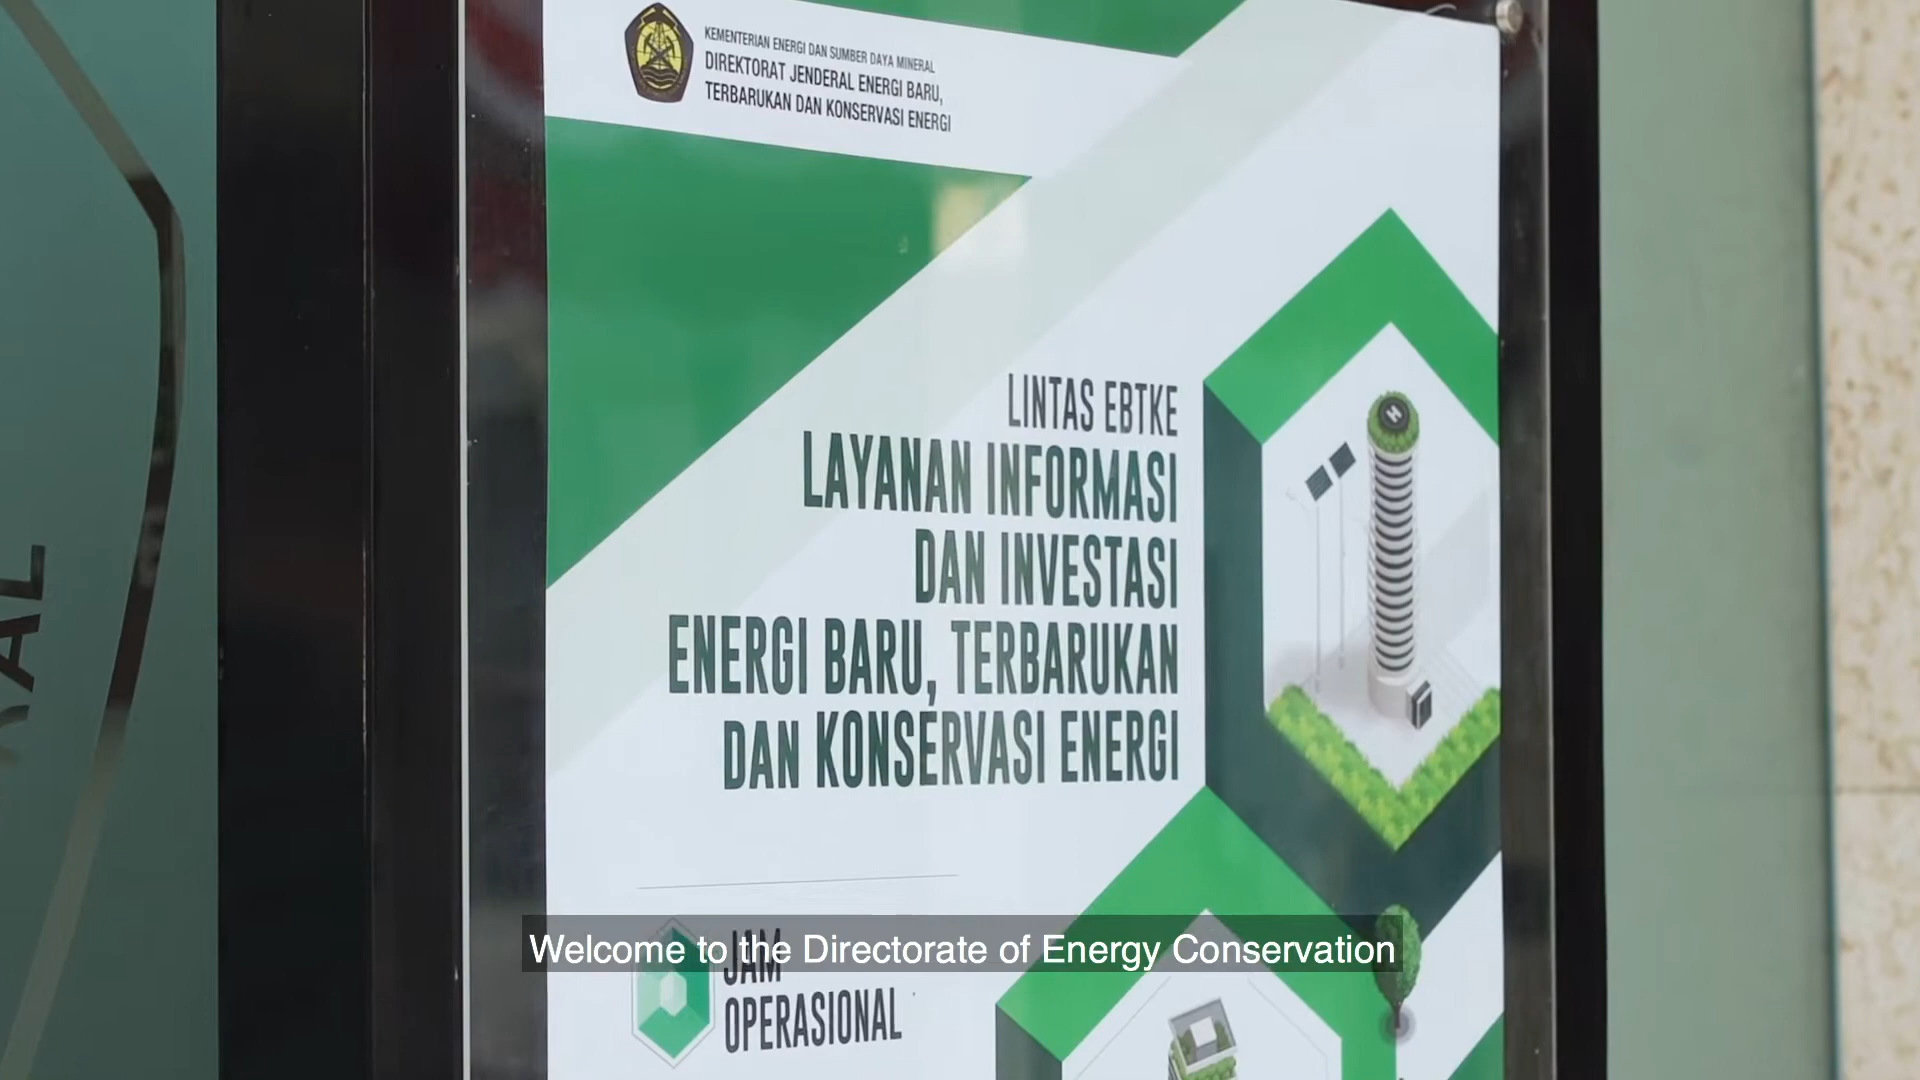 KEMENTERIAN ENERGI DAN SUMBER DAYA MINERAL
DIREKTORAT JENDERAL ENERGI BARU,
TERBARUKAN DAN KONSERVASI ENERGI
LINTAS EBTKE
LAYANAN INFORMASI
DAN INVESTASI
ENERGI BARU, TERBARUKAN
DAN KONSERVASI ENERGI
H
JAM
OPERASIONAL
Welcome to the Directorate of Energy Conservation